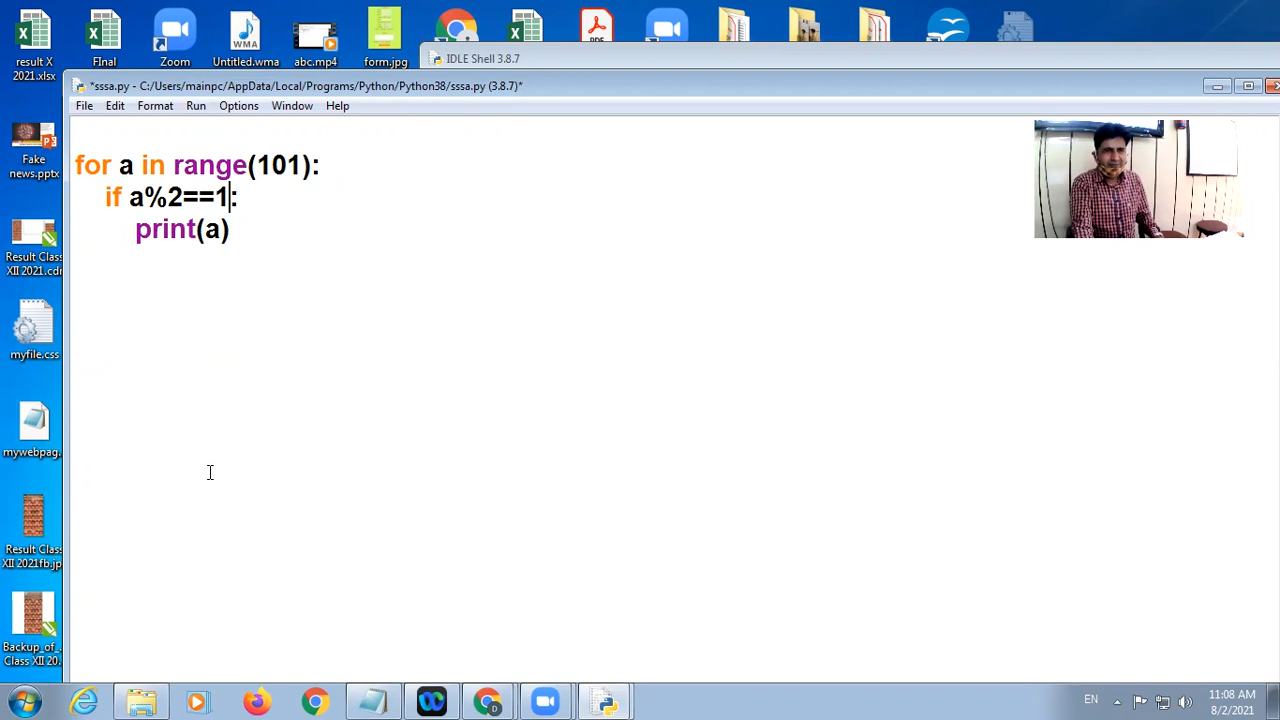 result X
2021.xlsx
FInal
Zoom
Untitled.wma
abc.mp4
form.jpg
IDLE Shell 3.8.7
*sssa.py - C:/Users/mainpc/AppData/Local/Programs/Python/Python38/sssa.py (3.8.7)*
File Edit Format Run Options Window Help
for a in range(101):
if a%2==1:
print(a)
Fake
news.pptx
Result Class
XII 2021.cdr
myfile.css
mywebpag.
Result Class
XII 2021fb.jp
Backup_of_
Class XII 20.
EN
11:08 AM
8/2/2021